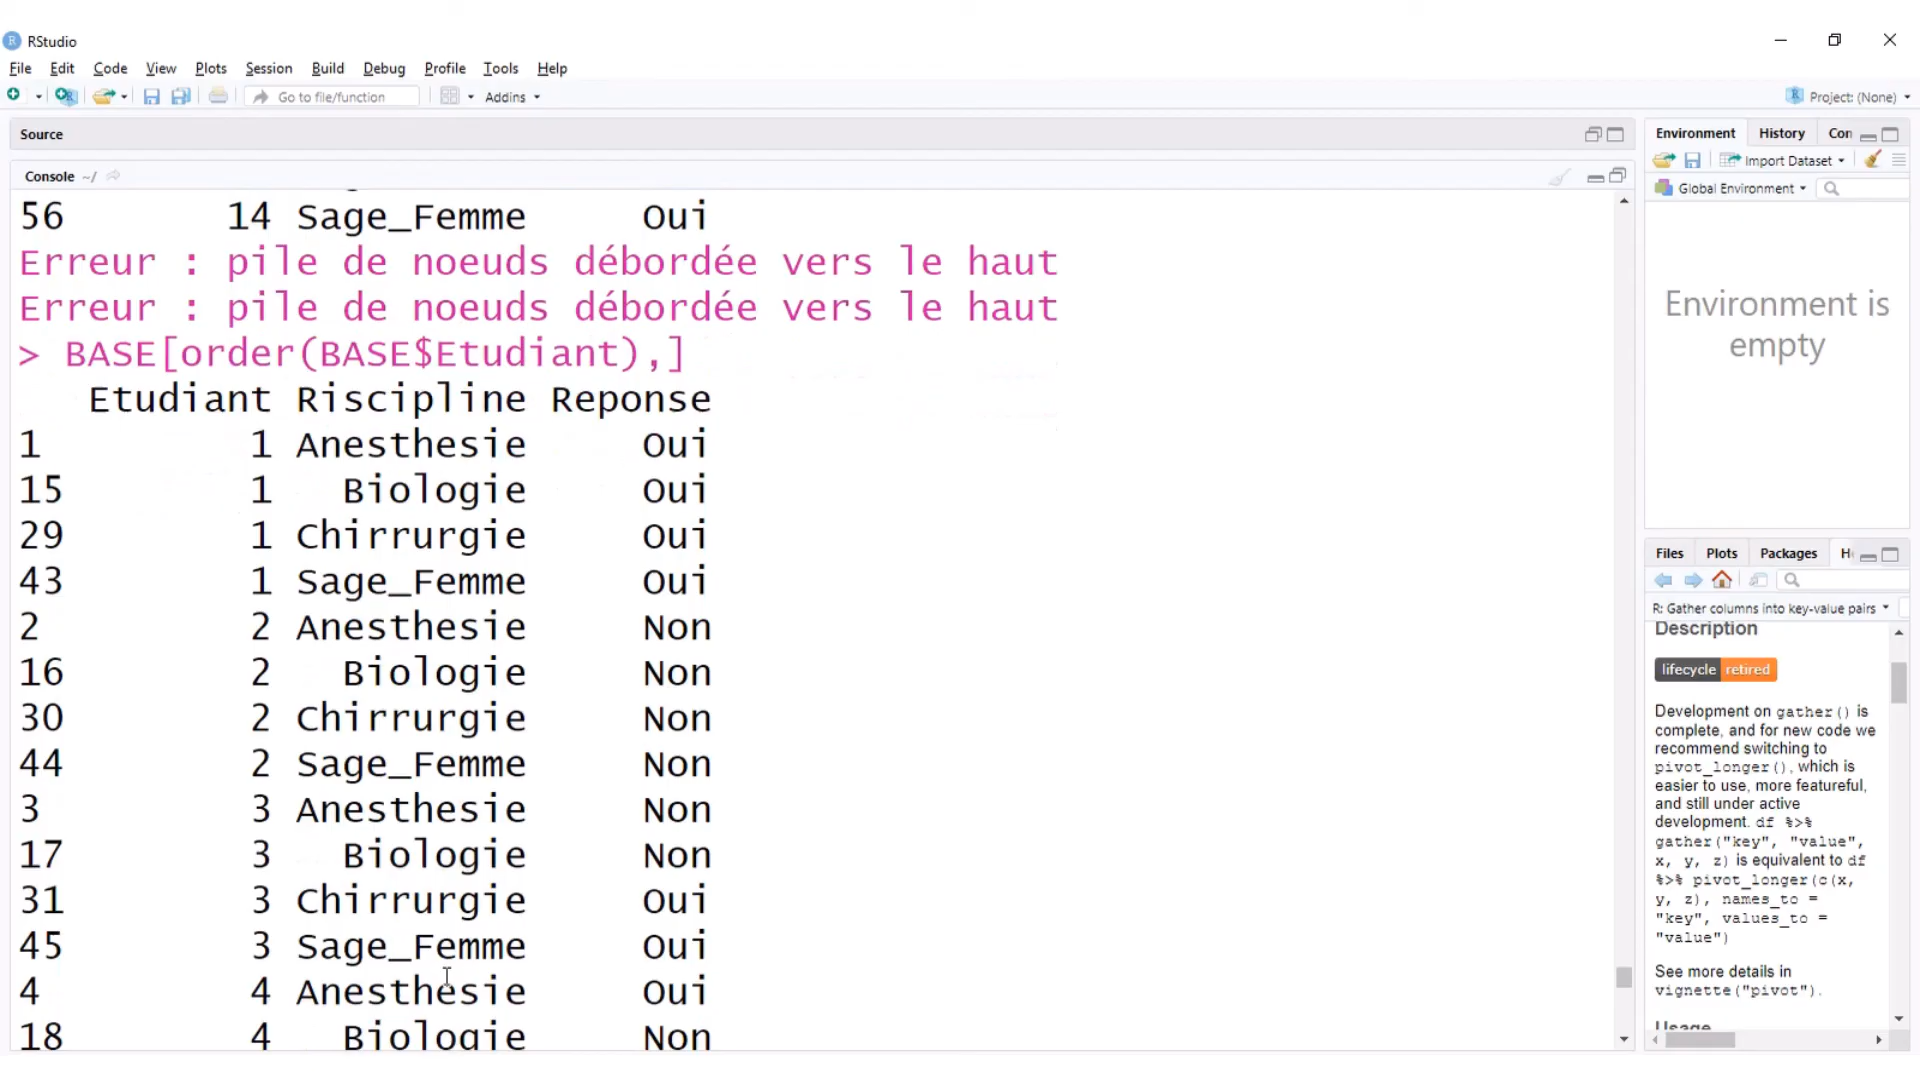 RStudio
File Edit Code View Plots Session Build Debug Profile Tools Help
Go to file/function Addins Project: (None)
Source
Console ~/
56 14 Sage_Femme Oui
Erreur : pile de noeuds débordée vers le haut
Erreur : pile de noeuds débordée vers le haut
> BASE[order(BASE$Etudiant),]
Etudiant Riscipline Reponse
1 1 Anesthesie Oui
15 1 Biologie Oui
29 1 Chirrurgie Oui
43 1 Sage_Femme Oui
2 2 Anesthesie Non
16 2 Biologie Non
30 2 Chirrurgie Non
44 2 Sage_Femme Non
3 3 Anesthesie Non
17 3 Biologie Non
31 3 Chirrurgie Oui
45 3 Sage_Femme Oui
4 4 Anesthesie Oui
18 4 Biologie Non
Environment History Con
Import Dataset
Global Environment
Environment is
empty
Files Plots Packages H
R: Gather columns into key-value pairs
Description
lifecycle retired
Development on gather() is
complete, and for new code we
recommend switching to
pivot_longer(), which is
easier to use, more featureful,
and still under active
development. df %>%
gather("key", "value",
x, y, z) is equivalent to df
%>% pivot_longer(c(x,
y, z), names_to =
"key", values_to =
"value")
See more details in
vignette("pivot").
Usage